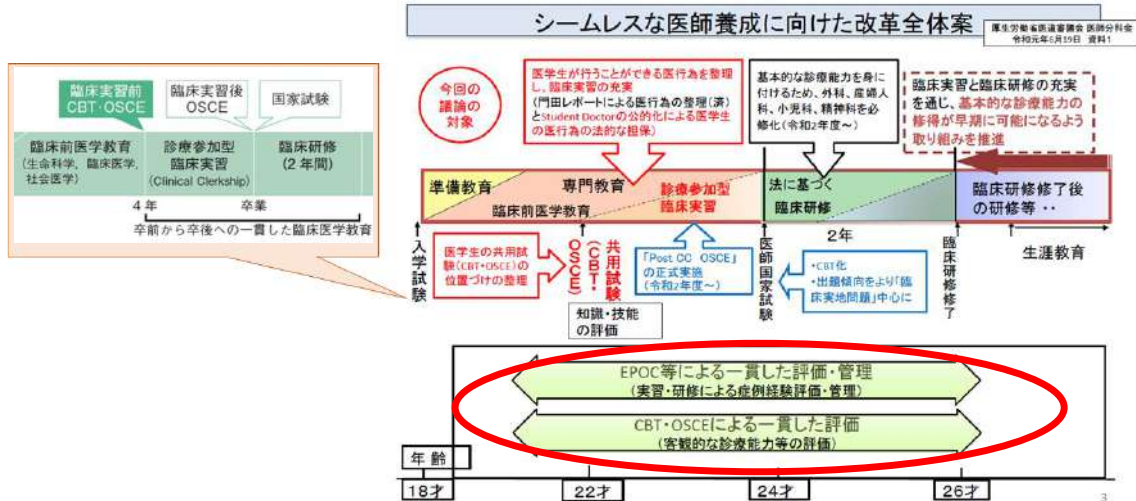 シームレスな医師養成に向けた改革全体案
厚生労働省医道審議会 医師分科会
令和元年6月19日 資料1
臨床実習前
CBT・OSCE
臨床実習後
OSCE
国家試験
臨床前医学教育
(生命科学，臨床医学，
社会医学)
診療参加型
臨床実習
(Clinical Clerkship)
臨床研修
(2年間)
4年
卒業
卒前から卒後への一貫した臨床医学教育
今回の
議論の
対象
医学生が行うことができる医行為を整理
し、臨床実習の充実
(門田レポートによる医行為の整理(済)
とStudent Doctorの公的化による医学生
の医行為の法的な担保)
基本的な診療能力を身に
付けるため、外科、産婦人
科、小児科、精神科を必
修化(令和2年度～)
臨床実習と臨床研修の充実
を通じ、基本的な診療能力の
修得が早期に可能になるよう
取り組みを推進
準備教育
専門教育
臨床前医学教育
診療参加型
臨床実習
法に基づく
臨床研修
臨床研修修了後
の研修等‥
2年
生涯教育
入学試験
医学生の共用試
験(CBT・OSCE)の
位置づけの整理
共用試験
(CBT・
OSCE)
知識・技能
の評価
「Post CC OSCE」
の正式実施
(令和2年度～)
医師国家試験
・CBT化
・出題傾向をより「臨
床実地問題」中心に
臨床研修修了
EPOC等による一貫した評価・管理
(実習・研修による症例経験評価・管理)
CBT・OSCEによる一貫した評価
(客観的な診療能力等の評価)
年齢
18才
22才
24才
26才
3